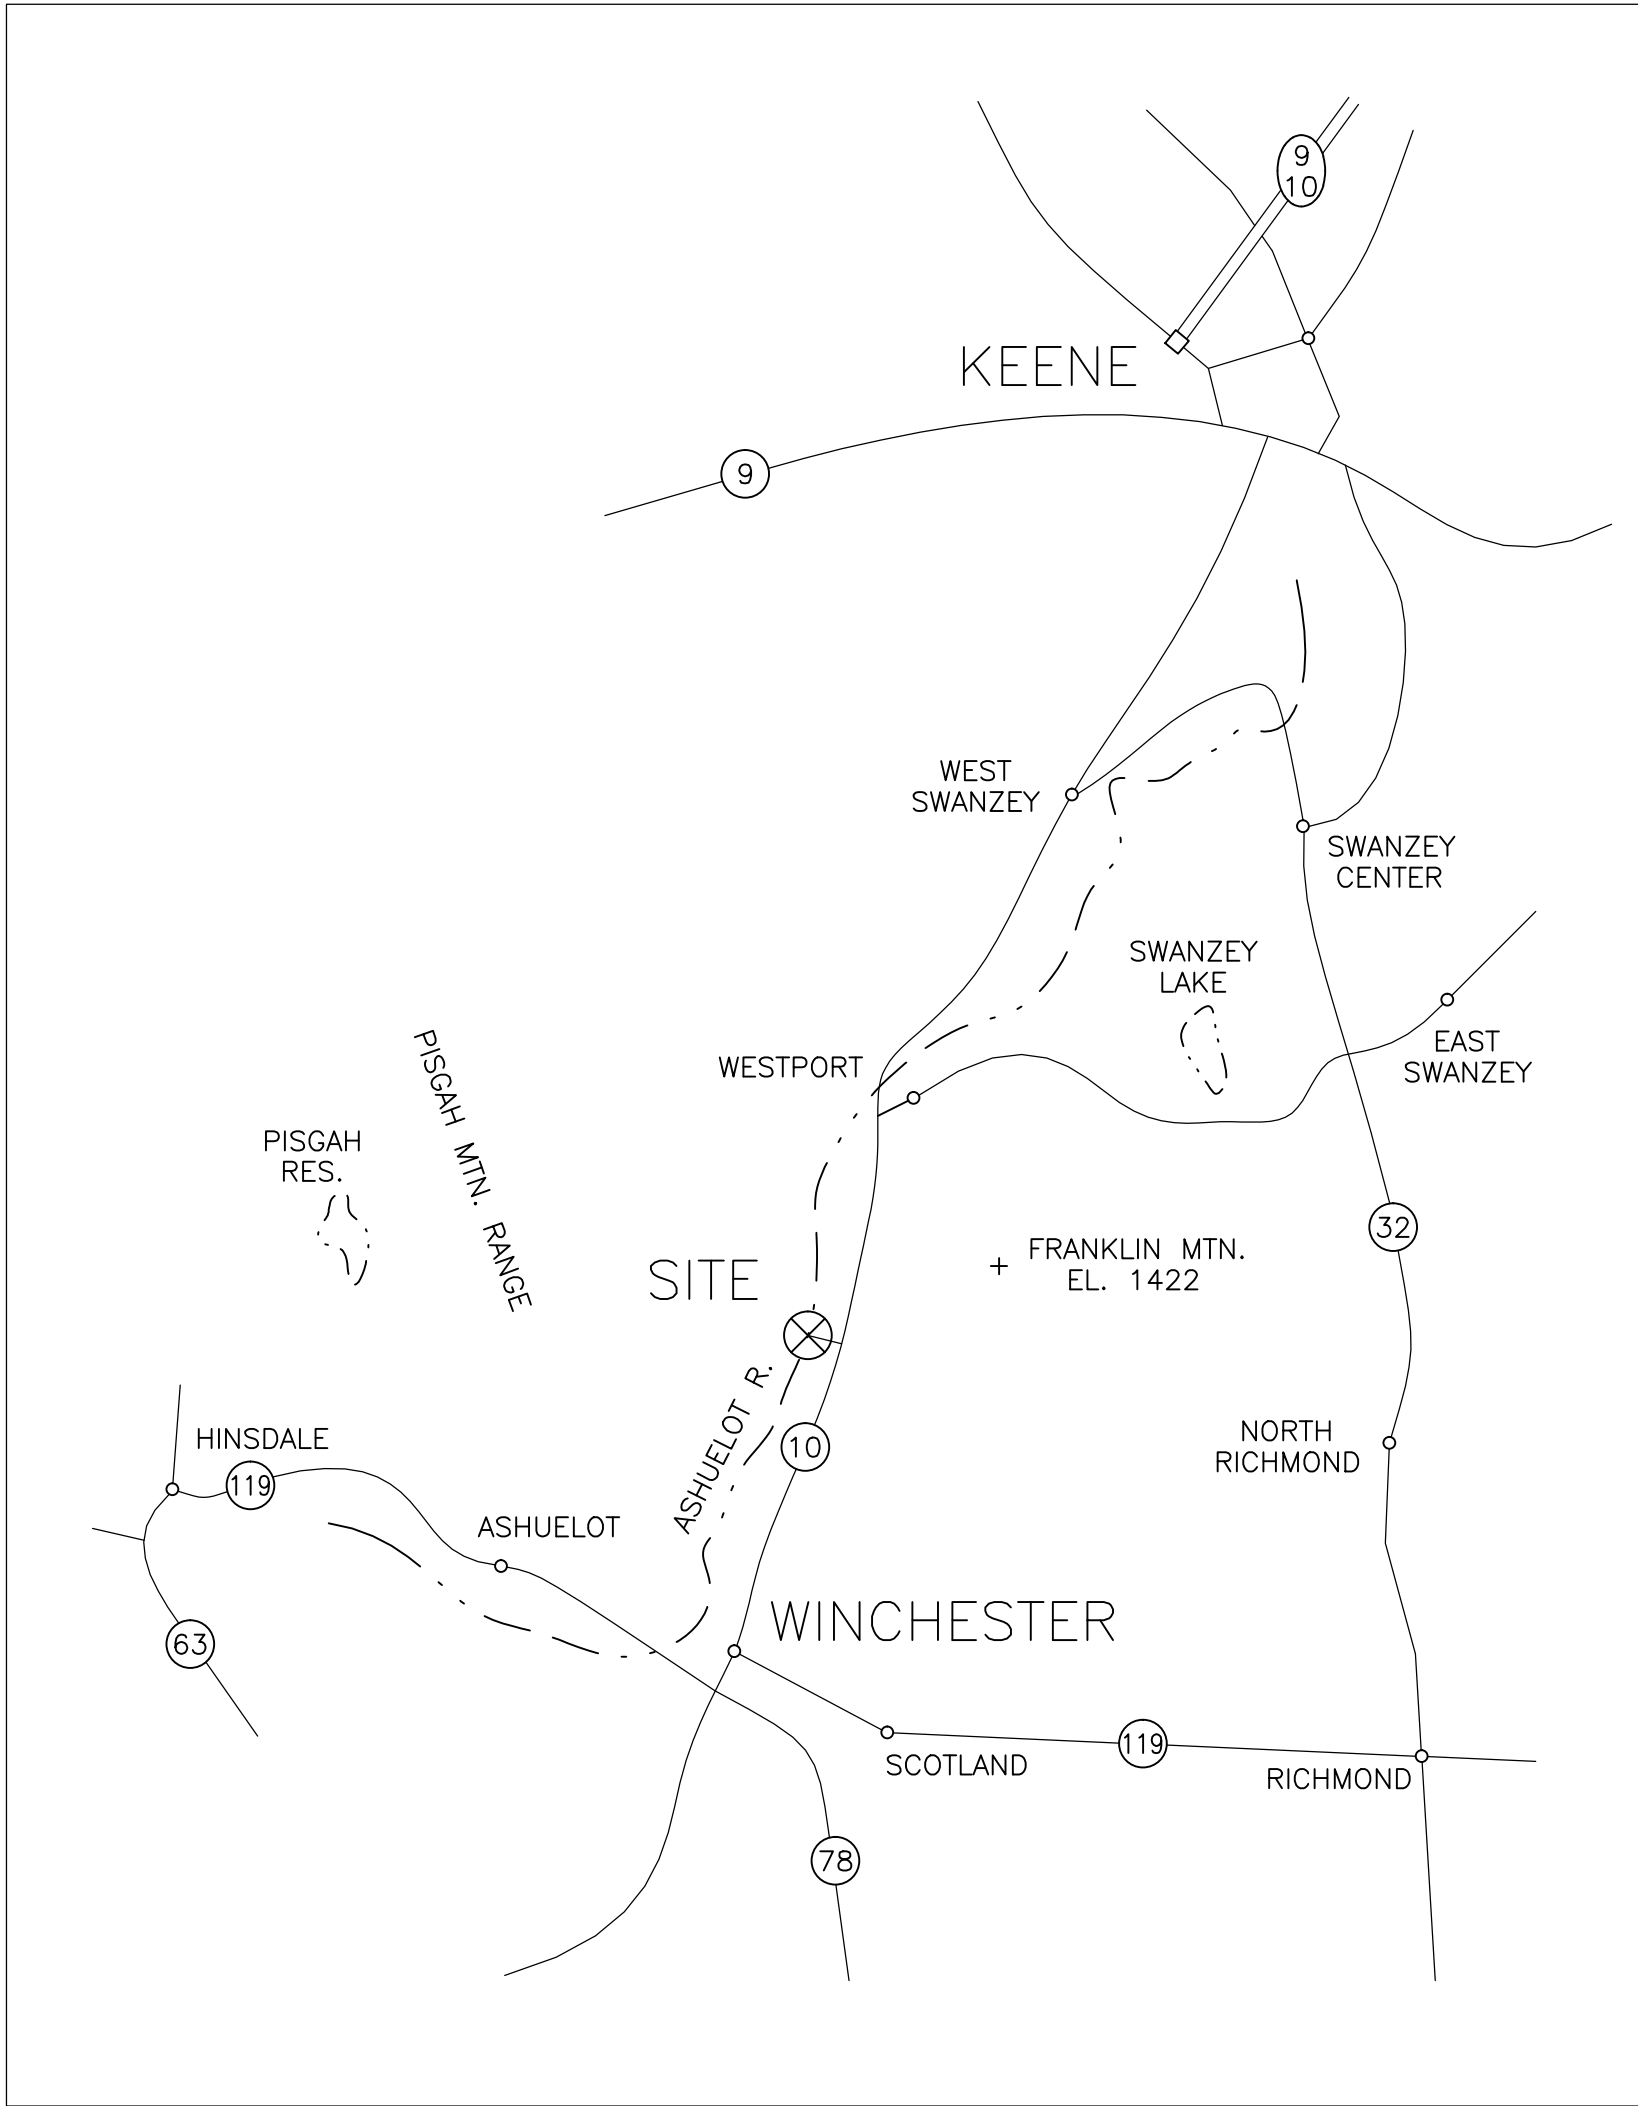 9
10
KEENE
9
WEST
SWANZEY
SWANZEY
CENTER
SWANZEY
LAKE
EAST
SWANZEY
WESTPORT
PISGAH MTN. RANGE
PISGAH
RES.
32
FRANKLIN MTN.
EL. 1422
SITE
ASHUELOT R.
10
NORTH
RICHMOND
HINSDALE
119
ASHUELOT
63
WINCHESTER
119
SCOTLAND
RICHMOND
78